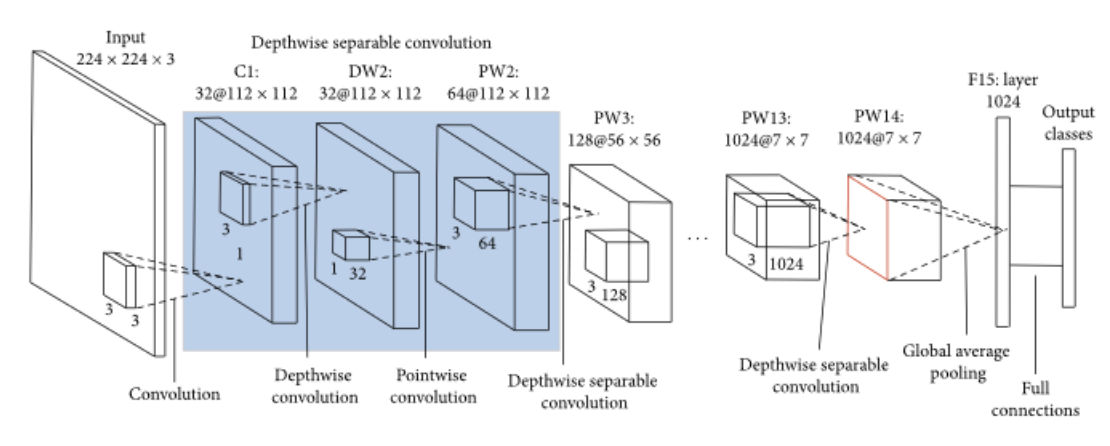 Input
224 × 224 × 3
Depthwise separable convolution
C1:
32@112 × 112
DW2:
32@112 × 112
PW2:
64@112 × 112
PW3:
128@56 × 56
PW13:
1024@7 × 7
PW14:
1024@7 × 7
F15: layer
1024
Output
classes
3
3
3
1
1
32
3
64
3
128
...
3
1024
Convolution
Depthwise
convolution
Pointwise
convolution
Depthwise separable
convolution
Depthwise separable
convolution
Global average
pooling
Full
connections